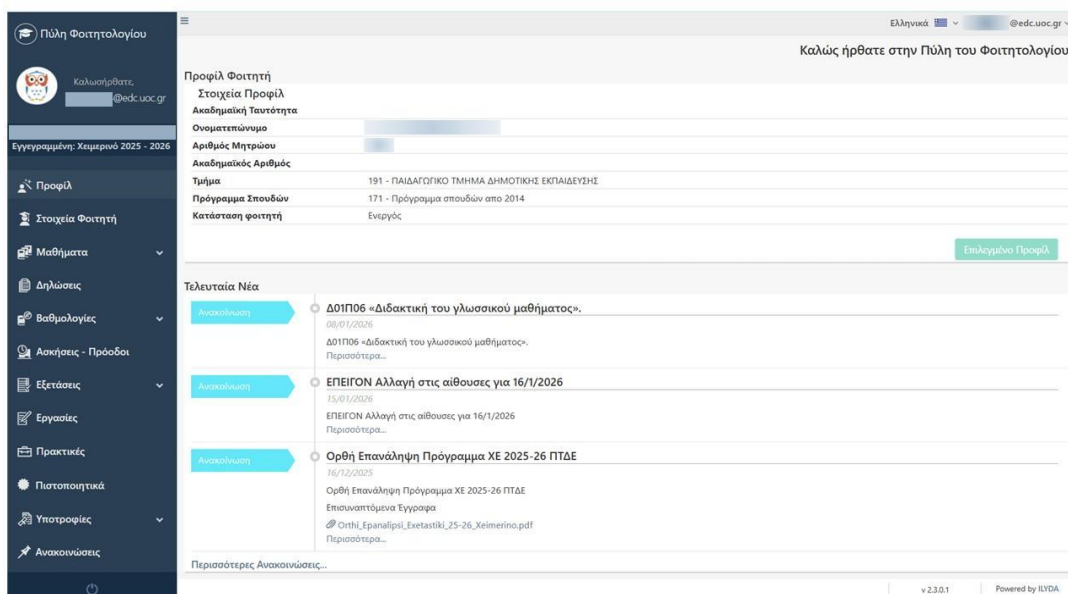 Πύλη Φοιτητολογίου
Καλωσήρθατε,
@edc.uoc.gr
Εγγεγραμμένη: Χειμερινό 2025 - 2026
Προφίλ
Στοιχεία Φοιτητή
Μαθήματα
Δηλώσεις
Βαθμολογίες
Ασκήσεις - Πρόοδοι
Εξετάσεις
Εργασίες
Πρακτικές
Πιστοποιητικά
Υποτροφίες
Ανακοινώσεις
Ελληνικά @edc.uoc.gr
Καλώς ήρθατε στην Πύλη του Φοιτητολογίου
Προφίλ Φοιτητή
Στοιχεία Προφίλ
Ακαδημαϊκή Ταυτότητα
Ονοματεπώνυμο
Αριθμός Μητρώου
Ακαδημαϊκός Αριθμός
Τμήμα 191 - ΠΑΙΔΑΓΩΓΙΚΟ ΤΜΗΜΑ ΔΗΜΟΤΙΚΗΣ ΕΚΠΑΙΔΕΥΣΗΣ
Πρόγραμμα Σπουδών 171 - Πρόγραμμα σπουδών απο 2014
Κατάσταση φοιτητή Ενεργός
Επιλεγμένο Προφίλ
Τελευταία Νέα
Ανακοίνωση Δ01Π06 «Διδακτική του γλωσσικού μαθήματος».
08/01/2026
Δ01Π06 «Διδακτική του γλωσσικού μαθήματος».
Περισσότερα...
Ανακοίνωση ΕΠΕΙΓΟΝ Αλλαγή στις αίθουσες για 16/1/2026
15/01/2026
ΕΠΕΙΓΟΝ Αλλαγή στις αίθουσες για 16/1/2026
Περισσότερα...
Ανακοίνωση Ορθή Επανάληψη Πρόγραμμα ΧΕ 2025-26 ΠΤΔΕ
16/12/2025
Ορθή Επανάληψη Πρόγραμμα ΧΕ 2025-26 ΠΤΔΕ
Επισυναπτόμενα Έγγραφα
Orthi_Epanalipsi_Exetastiki_25-26_Xeimerino.pdf
Περισσότερα...
Περισσότερες Ανακοινώσεις...
v 2.3.0.1 Powered by ILYDA